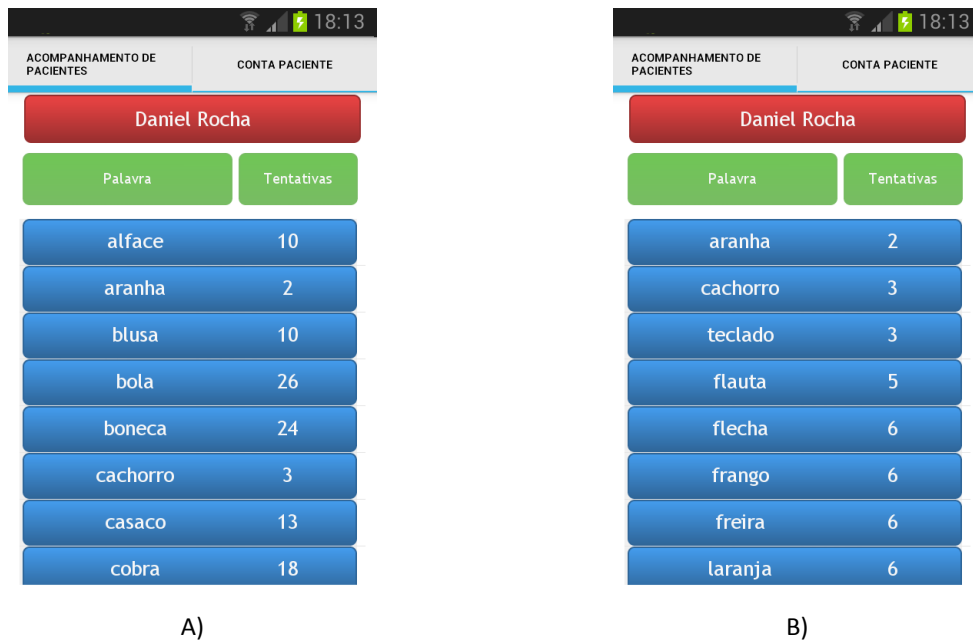 18:13
ACOMPANHAMENTO DE
PACIENTES
CONTA PACIENTE
Daniel Rocha
Palavra Tentativas
alface 10
aranha 2
blusa 10
bola 26
boneca 24
cachorro 3
casaco 13
cobra 18
A)
18:13
ACOMPANHAMENTO DE
PACIENTES
CONTA PACIENTE
Daniel Rocha
Palavra Tentativas
aranha 2
cachorro 3
teclado 3
flauta 5
flecha 6
frango 6
freira 6
laranja 6
B)